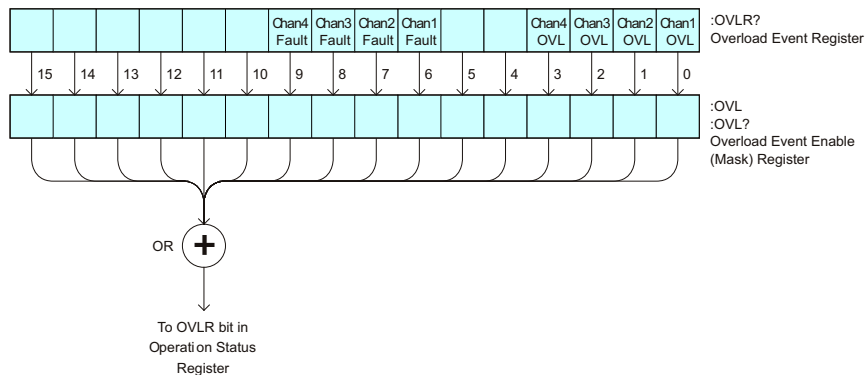 Chan4 Chan3 Chan2 Chan1 Chan4 Chan3 Chan2 Chan1
Fault Fault Fault Fault OVL OVL OVL OVL
:OVLR?
Overload Event Register
15 14 13 12 11 10 9 8 7 6 5 4 3 2 1 0
:OVL
:OVL?
Overload Event Enable
(Mask) Register
OR +
To OVLR bit in
Operation Status
Register